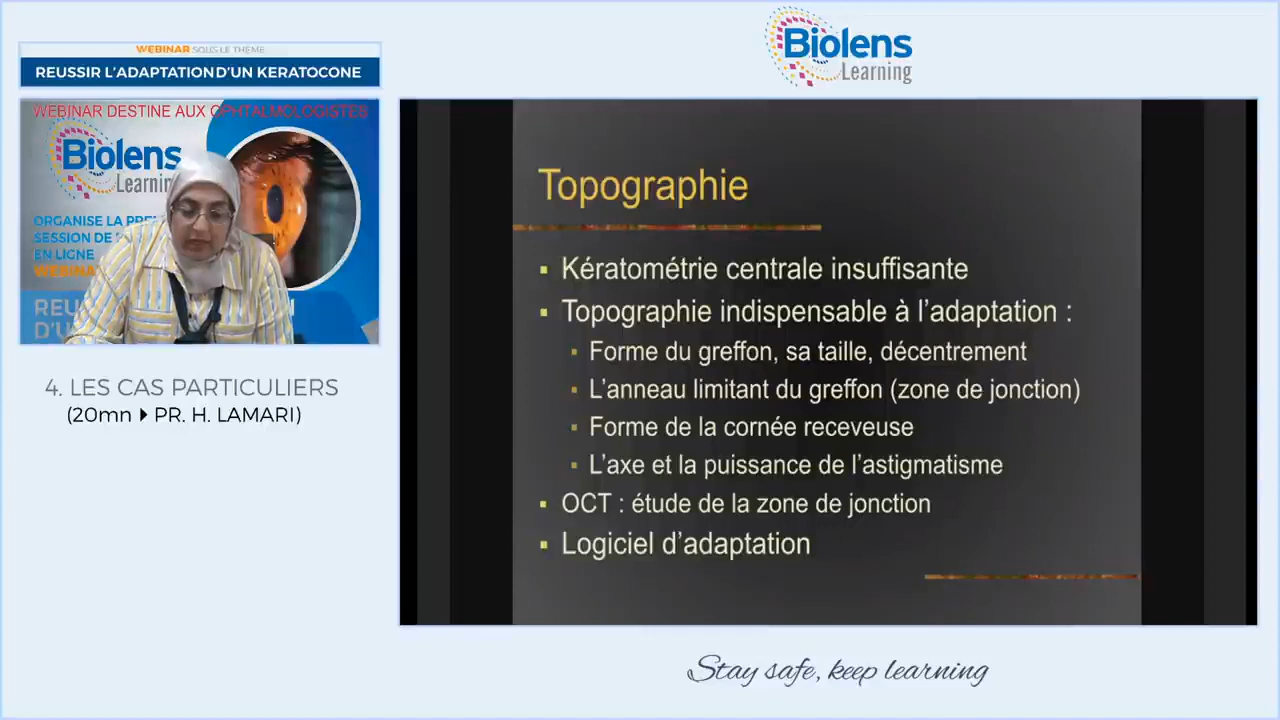 WEBINAR SOUS LE THÈME
REUSSIR L'ADAPTATION D'UN KERATOCONE
WEBINAR DESTINE AUX OPHTALMOLOGISTES
Biolens
Learning
ORGANISE LA
SESSION DE
EN LIGNE
WEBINA
REU
D'U
4. LES CAS PARTICULIERS
(20mn ▶ PR. H. LAMARI)
Biolens
Learning
Topographie
▪ Kératométrie centrale insuffisante
▪ Topographie indispensable à l'adaptation :
▪ Forme du greffon, sa taille, décentrement
▪ L'anneau limitant du greffon (zone de jonction)
▪ Forme de la cornée receveuse
▪ L'axe et la puissance de l'astigmatisme
▪ OCT : étude de la zone de jonction
▪ Logiciel d'adaptation
Stay safe, keep learning